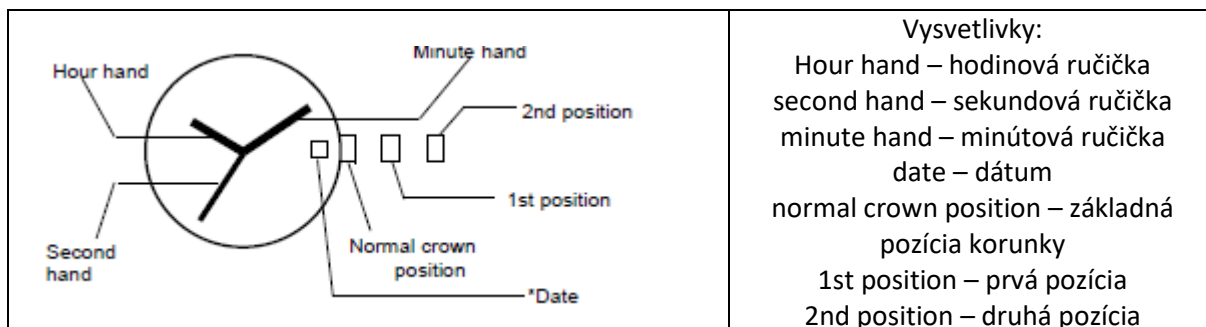 Minute hand
Hour hand
2nd position
1st position
Second
hand
Normal crown
position
*Date
Vysvetlivky:
Hour hand – hodinová ručička
second hand – sekundová ručička
minute hand – minútová ručička
date – dátum
normal crown position – základná
pozícia korunky
1st position – prvá pozícia
2nd position – druhá pozícia